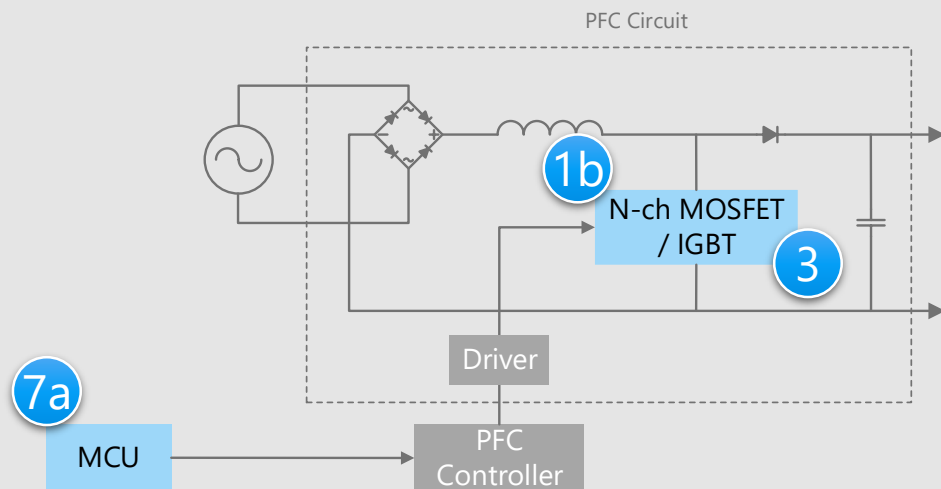 PFC Circuit
~
−
+
~
1b
N-ch MOSFET
/ IGBT
3
Driver
7a
MCU
PFC
Controller